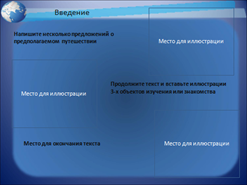 Введение
Напишите несколько предложений о
предполагаемом путешествии
Место для иллюстрации
Продолжите текст и вставьте иллюстрации
3-х объектов изучения или знакомства
Место для иллюстрации
Место для окончания текста
Место для иллюстрации